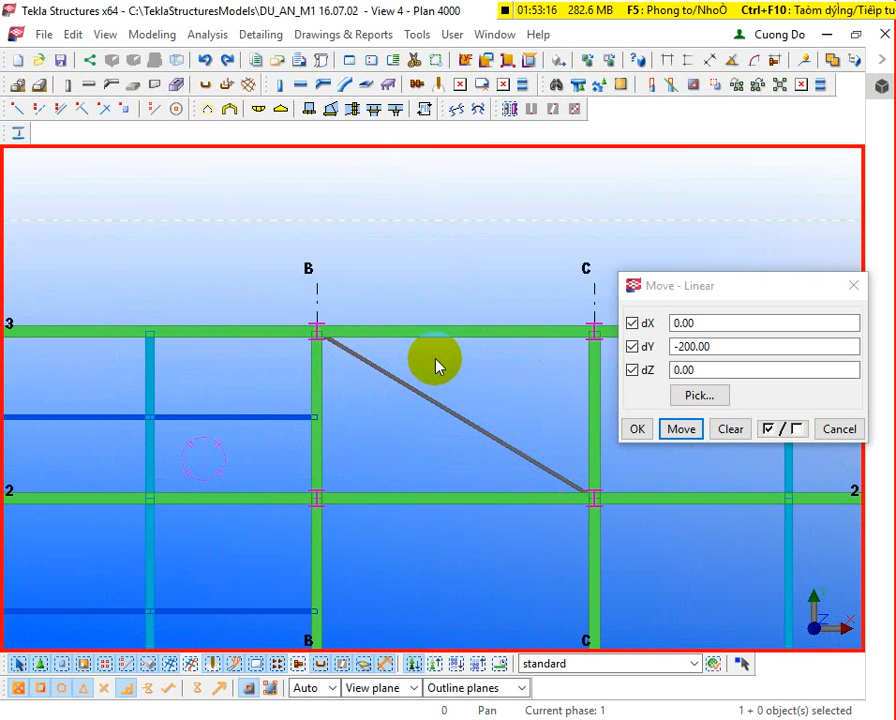 Tekla Structures x64 - C:\TeklaStructuresModels\DU_AN_M1 16.07.02 - View 4 - Plan 4000
01:53:16 282.6 MB F5 : Phong to/NhoÒ Ctrl+F10 : Taòm dýÌng/Tiếp tu
File Edit View Modeling Analysis Detailing Drawings & Reports Tools User Window Help Cuong Do
B
C
3
2
2
B
C
Move - Linear
dX 0.00
dY -200.00
dZ 0.00
Pick...
OK Move Clear / Cancel
Y
Z
X
standard
Auto View plane Outline planes
0 Pan Current phase: 1 1 + 0 object(s) selected